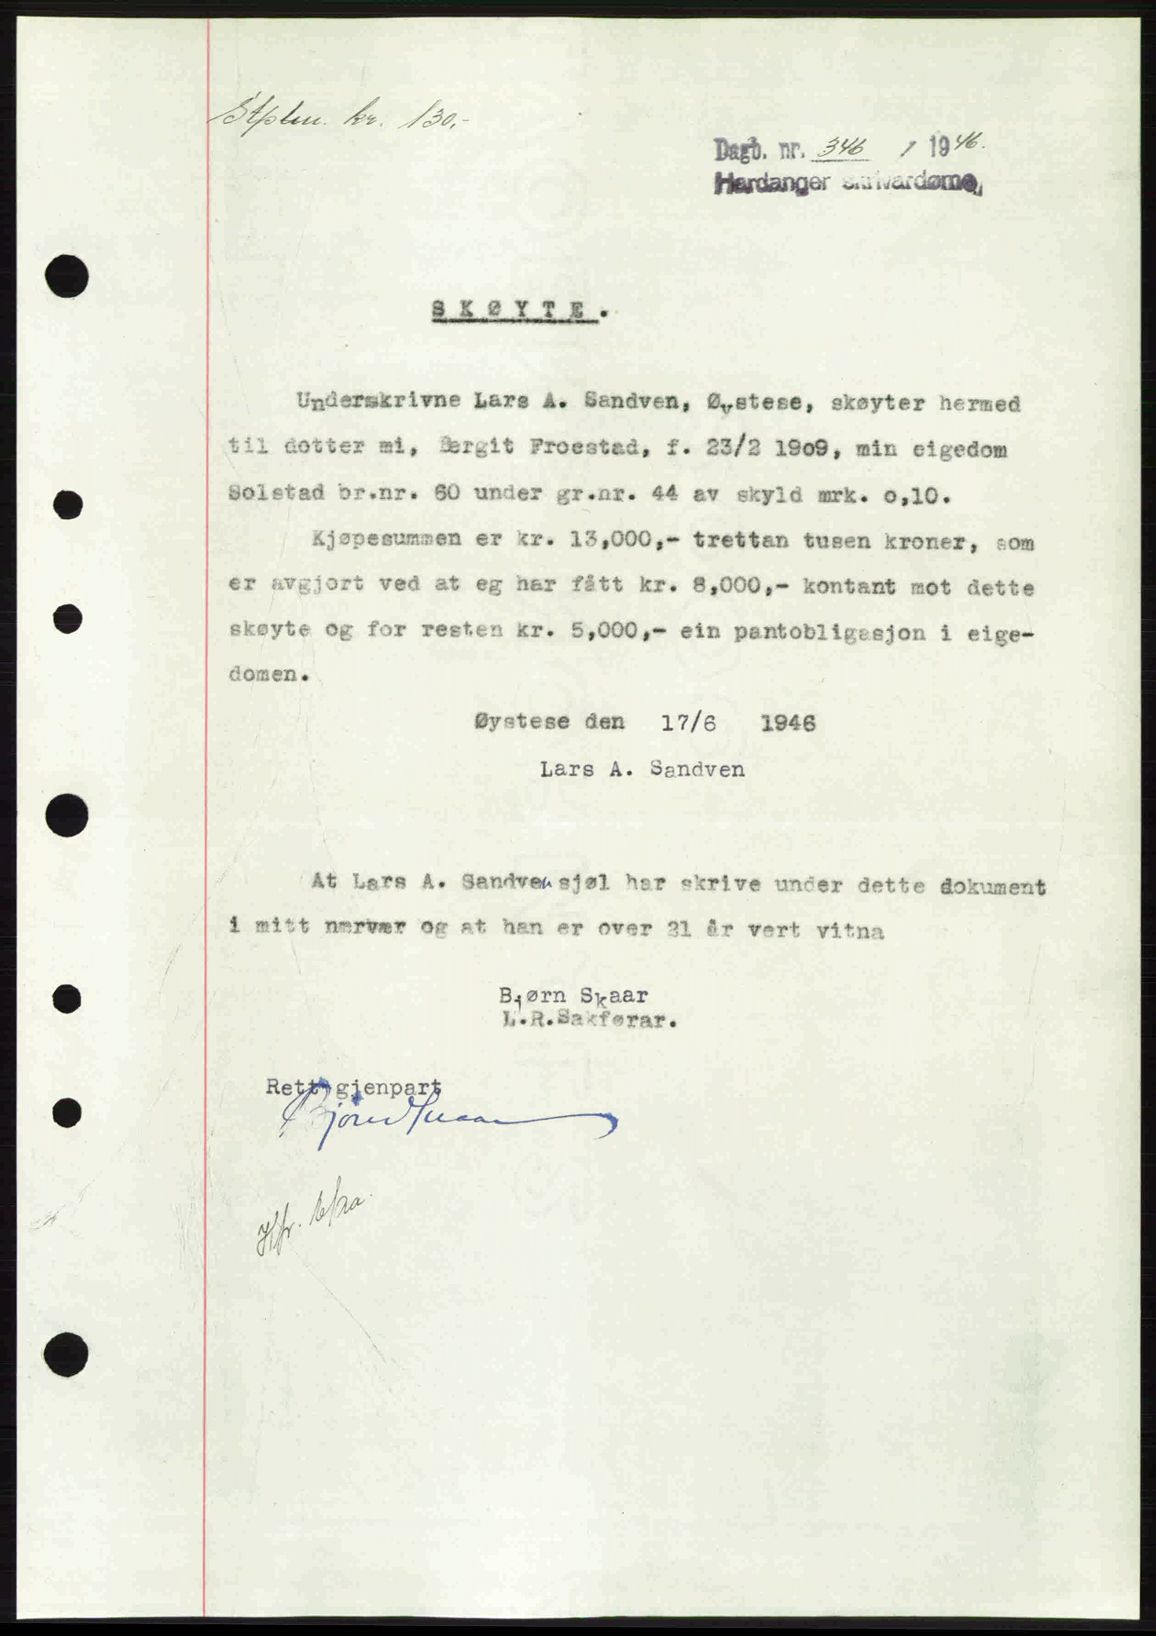 Stplm. kr. 130,-
Dagb. nr. 346 / 1946.
Hardanger skrivardøme,
SKØYTE.
Underskrivne Lars A. Sandven, Øystese, skøyter hermed
til dotter mi, Bergit Froestad, f. 23/2 19o9, min eigedom
Solstad br.nr. 60 under gr.nr. 44 av skyld mrk. o,10.
Kjøpesummen er kr. 13,000,- trettan tusen kroner, som
er avgjort ved at eg har fått kr. 8,000,- kontant mot dette
skøyte og for resten kr. 5,000,- ein pantobligasjon i eige-
domen.
Øystese den 17/6 1946
Lars A. Sandven
At Lars A. Sandven sjøl har skrive under dette dokument
i mitt nærvær og at han er over 21 år vert vitna
Bjørn Skaar
L.R.Sakførar.
Rett gjenpart
Bjørn Skaar